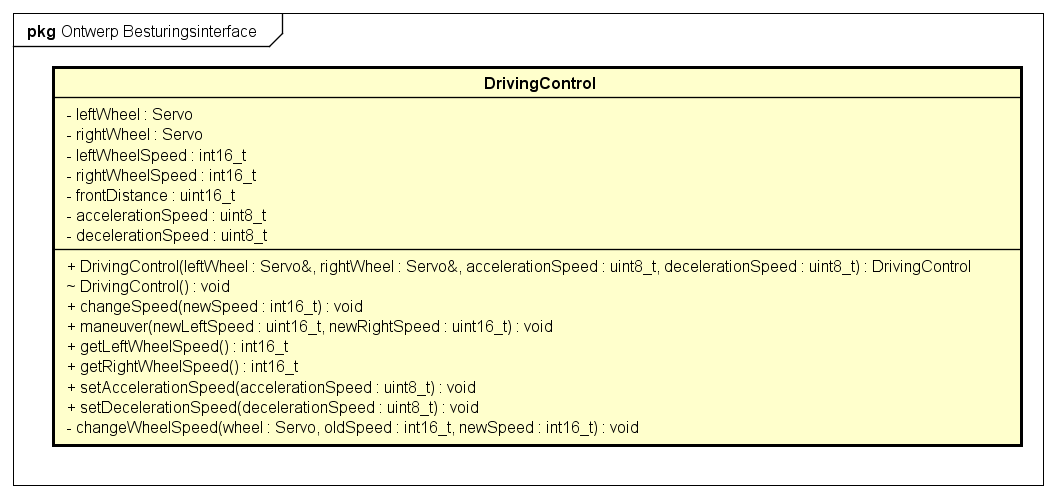 pkg Ontwerp Besturingsinterface
DrivingControl
- leftWheel : Servo
- rightWheel : Servo
- leftWheelSpeed : int16_t
- rightWheelSpeed : int16_t
- frontDistance : uint16_t
- accelerationSpeed : uint8_t
- decelerationSpeed : uint8_t
+ DrivingControl(leftWheel : Servo&, rightWheel : Servo&, accelerationSpeed : uint8_t, decelerationSpeed : uint8_t) : DrivingControl
~ DrivingControl() : void
+ changeSpeed(newSpeed : int16_t) : void
+ maneuver(newLeftSpeed : uint16_t, newRightSpeed : uint16_t) : void
+ getLeftWheelSpeed() : int16_t
+ getRightWheelSpeed() : int16_t
+ setAccelerationSpeed(accelerationSpeed : uint8_t) : void
+ setDecelerationSpeed(decelerationSpeed : uint8_t) : void
- changeWheelSpeed(wheel : Servo, oldSpeed : int16_t, newSpeed : int16_t) : void